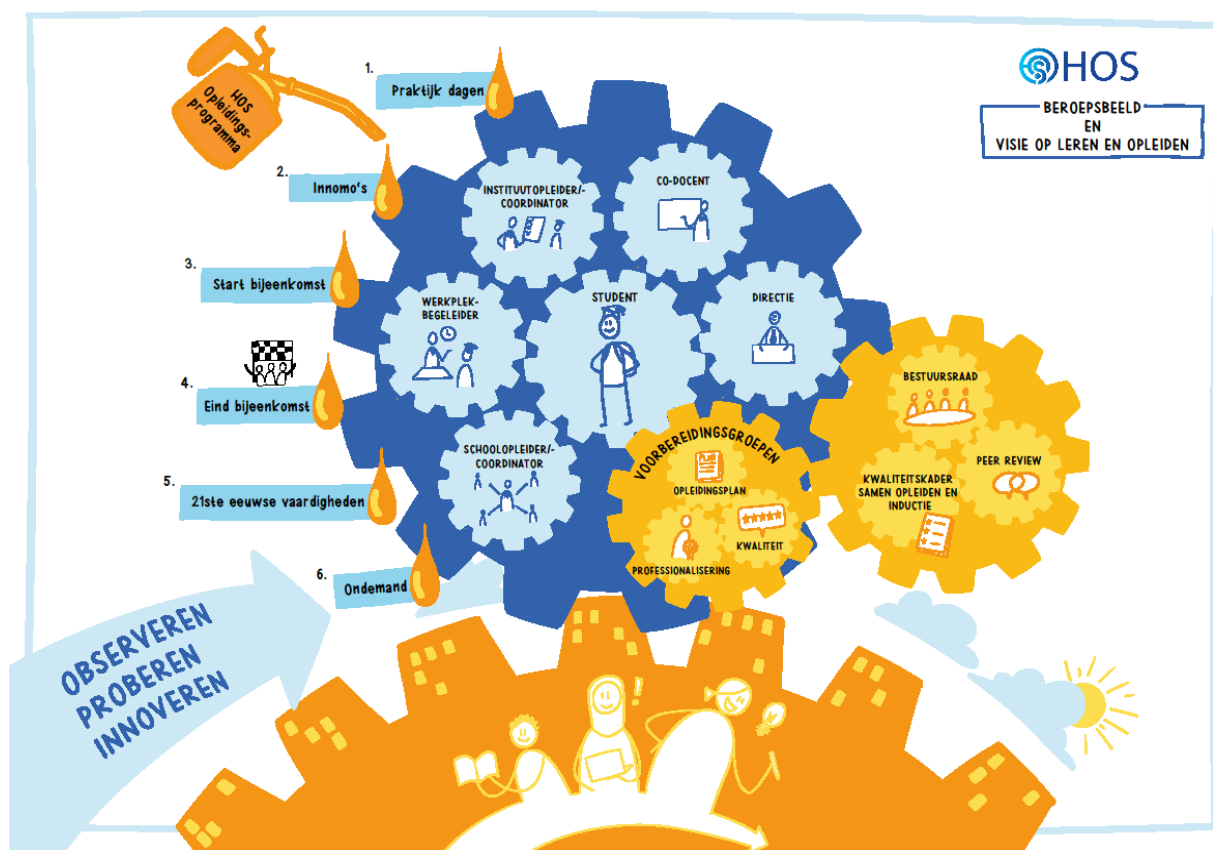 HOS
Opleidings-
programma
1.
Praktijk dagen
2.
Innomo's
3.
Start bijeenkomst
4.
Eind bijeenkomst
5.
21ste eeuwse vaardigheden
6.
Ondemand
HOS
BEROEPSBEELD
EN
VISIE OP LEREN EN OPLEIDEN
INSTITUUTOPLEIDER/-
COORDINATOR
CO-DOCENT
WERKPLEK-
BEGELEIDER
STUDENT
DIRECTIE
SCHOOLOPLEIDER/-
COORDINATOR
VOORBEREIDINGSGROEPEN
OPLEIDINGSPLAN
KWALITEIT
PROFESSIONALISERING
BESTUURSRAAD
PEER REVIEW
KWALITEITSKADER
SAMEN OPLEIDEN EN
INDUCTIE
OBSERVEREN
PROBEREN
INNOVEREN
!